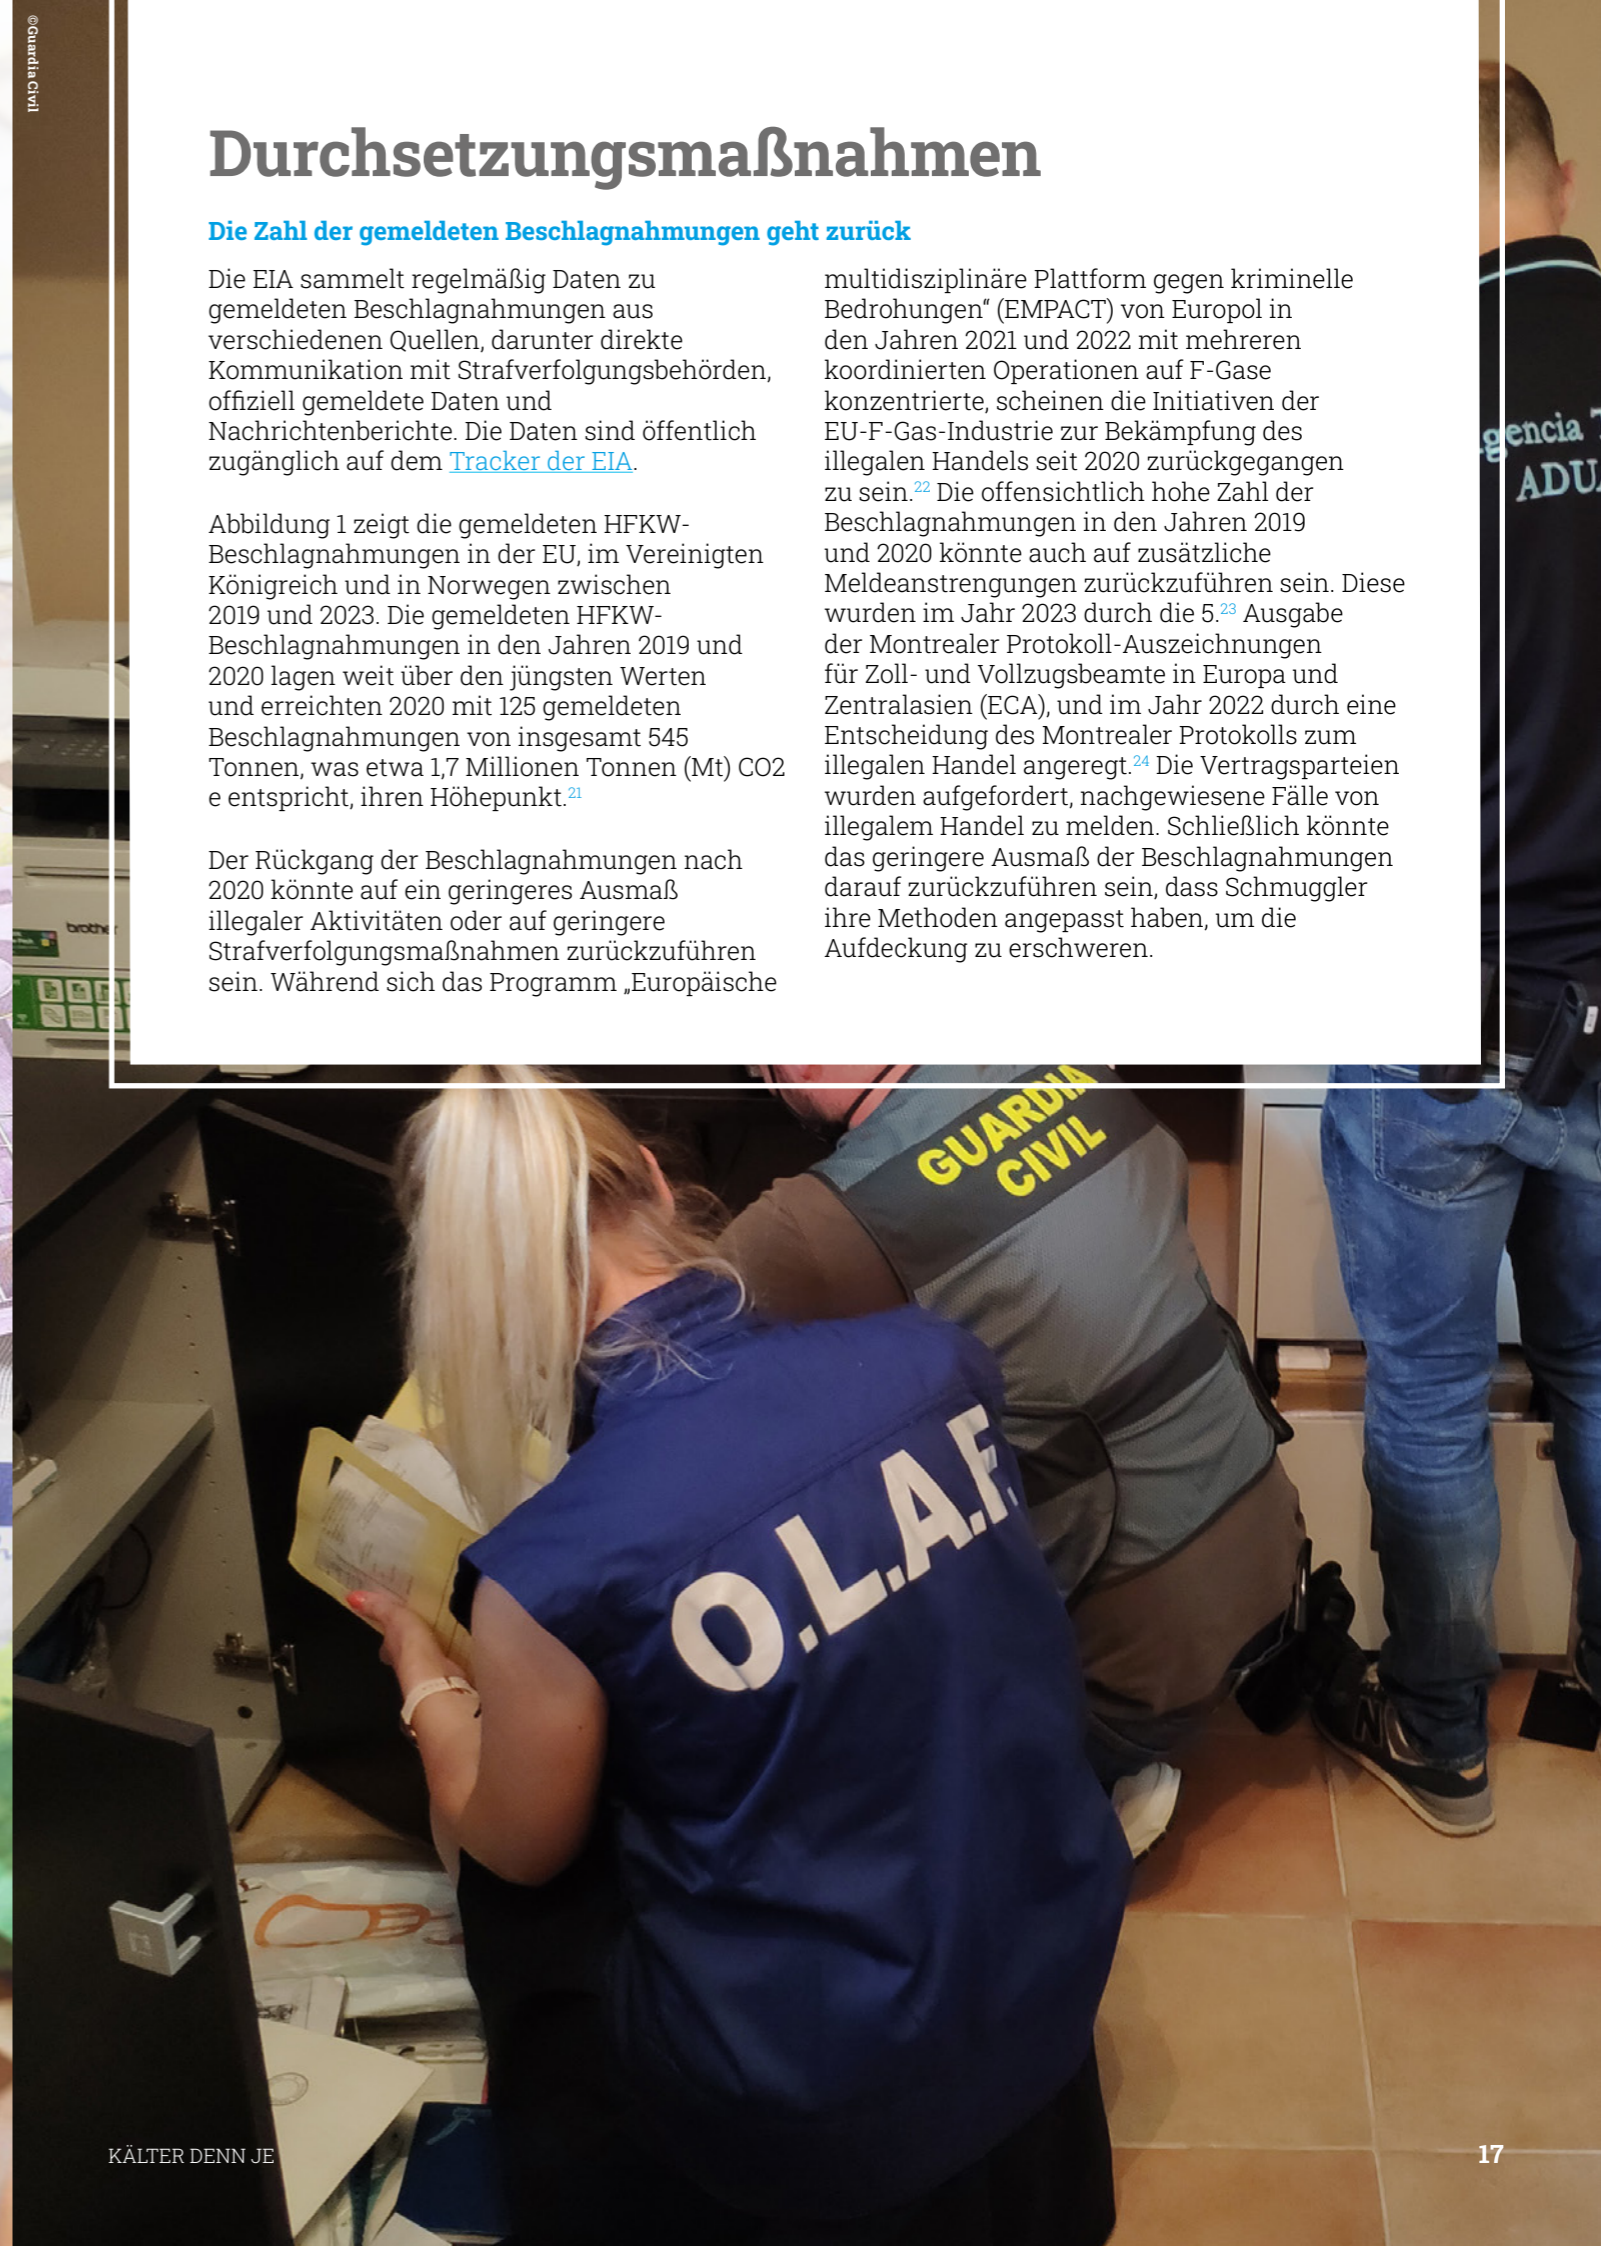 ©Guardia Civil
Durchsetzungsmaßnahmen
Die Zahl der gemeldeten Beschlagnahmungen geht zurück
Die EIA sammelt regelmäßig Daten zu
gemeldeten Beschlagnahmungen aus
verschiedenen Quellen, darunter direkte
Kommunikation mit Strafverfolgungsbehörden,
offiziell gemeldete Daten und
Nachrichtenberichte. Die Daten sind öffentlich
zugänglich auf dem Tracker der EIA.
Abbildung 1 zeigt die gemeldeten HFKW-
Beschlagnahmungen in der EU, im Vereinigten
Königreich und in Norwegen zwischen
2019 und 2023. Die gemeldeten HFKW-
Beschlagnahmungen in den Jahren 2019 und
2020 lagen weit über den jüngsten Werten
und erreichten 2020 mit 125 gemeldeten
Beschlagnahmungen von insgesamt 545
Tonnen, was etwa 1,7 Millionen Tonnen (Mt) CO2
e entspricht, ihren Höhepunkt.21
Der Rückgang der Beschlagnahmungen nach
2020 könnte auf ein geringeres Ausmaß
illegaler Aktivitäten oder auf geringere
Strafverfolgungsmaßnahmen zurückzuführen
sein. Während sich das Programm „Europäische
multidisziplinäre Plattform gegen kriminelle
Bedrohungen“ (EMPACT) von Europol in
den Jahren 2021 und 2022 mit mehreren
koordinierten Operationen auf F-Gase
konzentrierte, scheinen die Initiativen der
EU-F-Gas-Industrie zur Bekämpfung des
illegalen Handels seit 2020 zurückgegangen
zu sein.22 Die offensichtlich hohe Zahl der
Beschlagnahmungen in den Jahren 2019
und 2020 könnte auch auf zusätzliche
Meldeanstrengungen zurückzuführen sein. Diese
wurden im Jahr 2023 durch die 5.23 Ausgabe
der Montrealer Protokoll-Auszeichnungen
für Zoll- und Vollzugsbeamte in Europa und
Zentralasien (ECA), und im Jahr 2022 durch eine
Entscheidung des Montrealer Protokolls zum
illegalen Handel angeregt.24 Die Vertragsparteien
wurden aufgefordert, nachgewiesene Fälle von
illegalem Handel zu melden. Schließlich könnte
das geringere Ausmaß der Beschlagnahmungen
darauf zurückzuführen sein, dass Schmuggler
ihre Methoden angepasst haben, um die
Aufdeckung zu erschweren.
gencia
ADU
brother
GUARDIA
CIVIL
O.L.A.F.
N
KÄLTER DENN JE
17